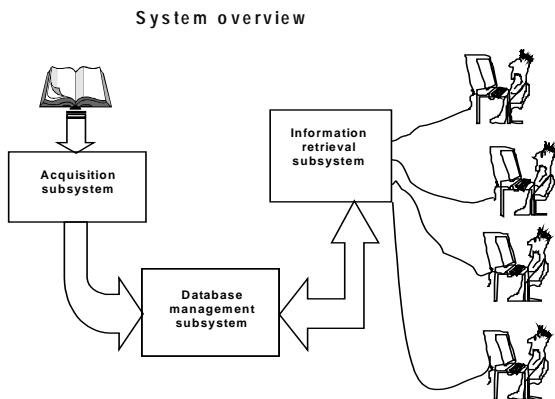 System overview
Acquisition
subsystem
Information
retrieval
subsystem
Database
management
subsystem